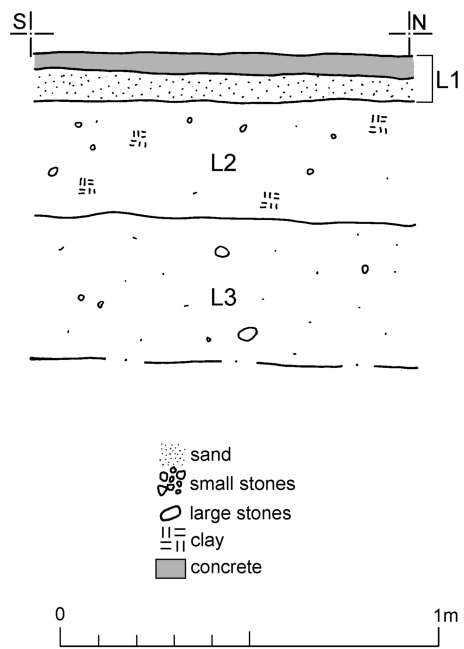 S N
L1
L2
L3
sand
small stones
large stones
clay
concrete
0 1m